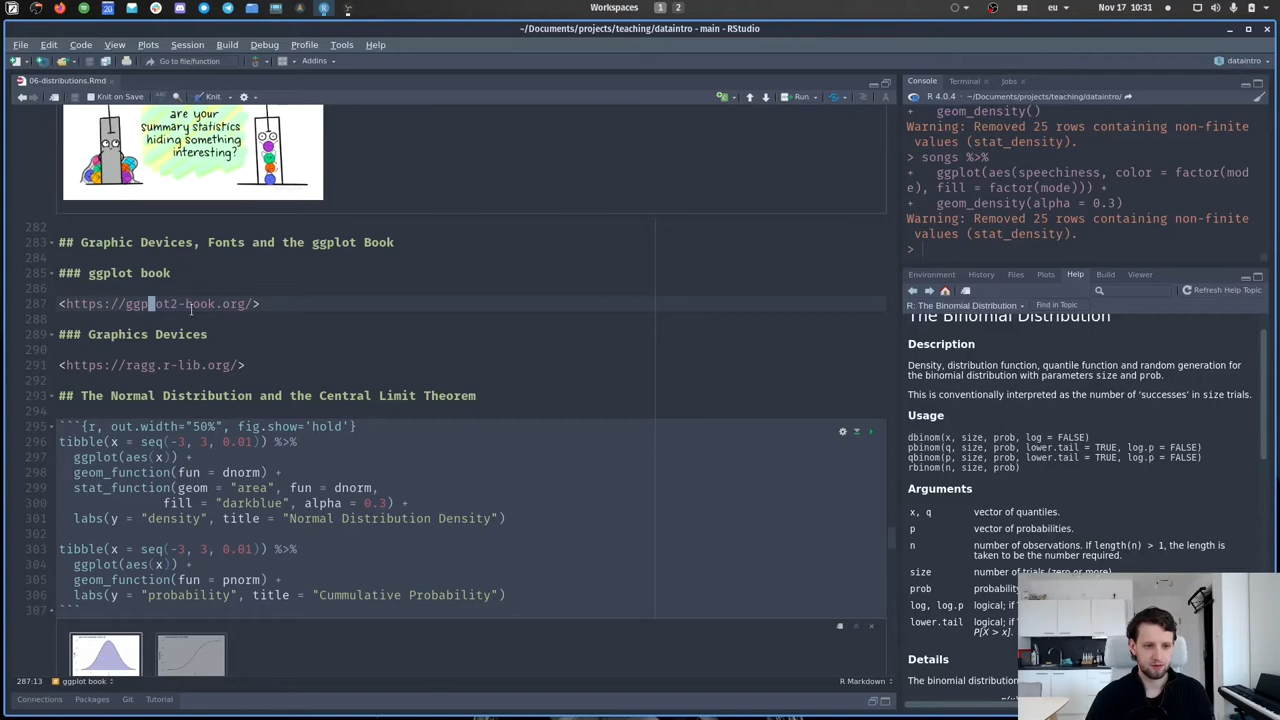 Workspaces
1
2
eu
Nov 17, 10:31
~/Documents/projects/teaching/dataintro - main - RStudio
File Edit Code View Plots Session Build Debug Profile Tools Help
Go to file/function
Addins
dataintro
06-distributions.Rmd
Knit on Save
Knit
Run
are your
summary statistics
hiding something
interesting?
282
283 ## Graphic Devices, Fonts and the ggplot Book
284
285 ### ggplot book
286
287 <https://ggplot2-book.org/>
288
289 ### Graphics Devices
290
291 <https://ragg.r-lib.org/>
292
293 ## The Normal Distribution and the Central Limit Theorem
294
295 ```{r, out.width="50%", fig.show='hold'}
296 tibble(x = seq(-3, 3, 0.01)) %>%
297 ggplot(aes(x)) +
298 geom_function(fun = dnorm) +
299 stat_function(geom = "area", fun = dnorm,
300 fill = "darkblue", alpha = 0.3) +
301 labs(y = "density", title = "Normal Distribution Density")
302
303 tibble(x = seq(-3, 3, 0.01)) %>%
304 ggplot(aes(x)) +
305 geom_function(fun = pnorm) +
306 labs(y = "probability", title = "Cummulative Probability")
307 ```
287:13 ggplot book
R Markdown
Connections Packages Git Tutorial
Console Terminal Jobs
R 4.0.4 · ~/Documents/projects/teaching/dataintro/
+ geom_density()
Warning: Removed 25 rows containing non-finite
values (stat_density).
> songs %>%
+ ggplot(aes(speechiness, color = factor(mod
e), fill = factor(mode))) +
+ geom_density(alpha = 0.3)
Warning: Removed 25 rows containing non-finite
values (stat_density).
>
Environment History Plots Help Build Viewer
Refresh Help Topic
R: The Binomial Distribution
Find in Topic
The Binomial Distribution
Description
Density, distribution function, quantile function and random generation for
the binomial distribution with parameters size and prob.
This is conventionally interpreted as the number of ‘successes’ in size trials.
Usage
dbinom(x, size, prob, log = FALSE)
pbinom(q, size, prob, lower.tail = TRUE, log.p = FALSE)
qbinom(p, size, prob, lower.tail = TRUE, log.p = FALSE)
rbinom(n, size, prob)
Arguments
x, q vector of quantiles.
p vector of probabilities.
n number of observations. If length(n) > 1, the length is
taken to be the number required.
size number of trials (zero or more).
prob
log, log.p logical; if
lower.tail logical; if
P[X > x].
Details
The binomial distribution